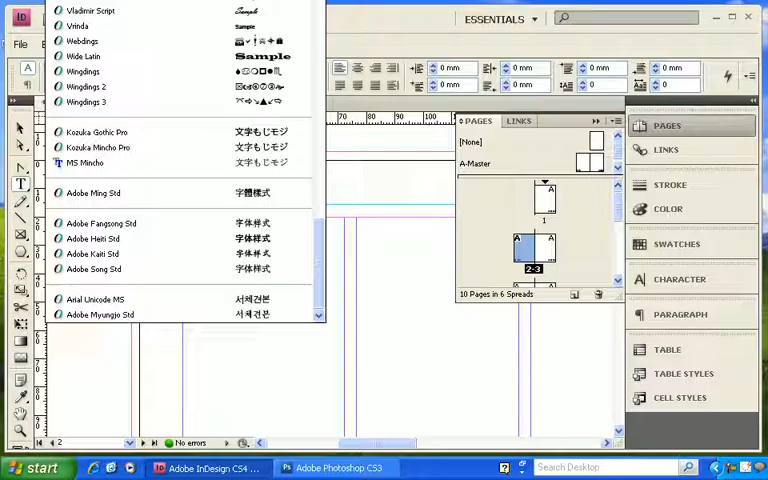 Vladimir Script Sample
ID ESSENTIALS
Vrinda Sample
File Webdings
Wide Latin Sample
A Wingdings 0 mm 0 mm 0 mm 0 mm
¶ Wingdings 2 0 mm 0 mm 0 0
Wingdings 3
70 80 90 100
PAGES LINKS
PAGES
Kozuka Gothic Pro 文字もじモジ
[None]
Kozuka Mincho Pro 文字もじモジ
LINKS
MS Mincho 文字もじモジ
A-Master
STROKE
Adobe Ming Std 字體樣式
A
COLOR
1
Adobe Fangsong Std 字体样式
Adobe Heiti Std 字体样式
A A
SWATCHES
Adobe Kaiti Std 字体样式
Adobe Song Std 字体样式
2-3
CHARACTER
10 Pages in 6 Spreads
Arial Unicode MS 서체견본
Adobe Myungjo Std 서체견본
PARAGRAPH
TABLE
TABLE STYLES
CELL STYLES
2 No errors
start Adobe InDesign CS4 ... Adobe Photoshop CS3 Search Desktop